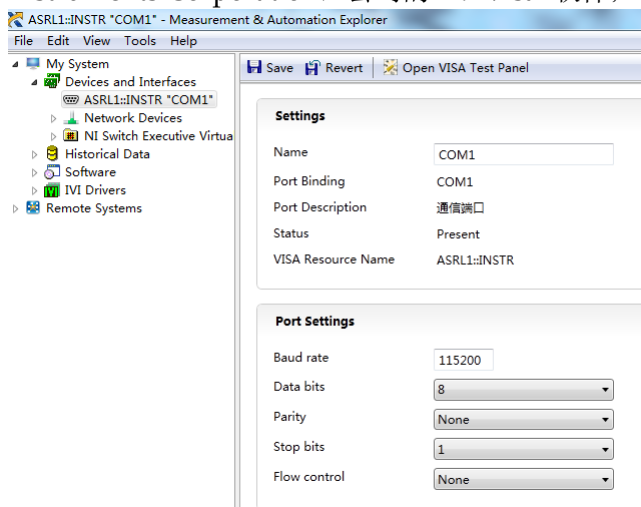 ASRL1::INSTR "COM1" - Measurement & Automation Explorer
File Edit View Tools Help
My System
Devices and Interfaces
ASRL1::INSTR "COM1"
Network Devices
NI Switch Executive Virtua
Historical Data
Software
IVI Drivers
Remote Systems
Save Revert Open VISA Test Panel
Settings
Name COM1
Port Binding COM1
Port Description 通信端口
Status Present
VISA Resource Name ASRL1::INSTR
Port Settings
Baud rate 115200
Data bits 8
Parity None
Stop bits 1
Flow control None